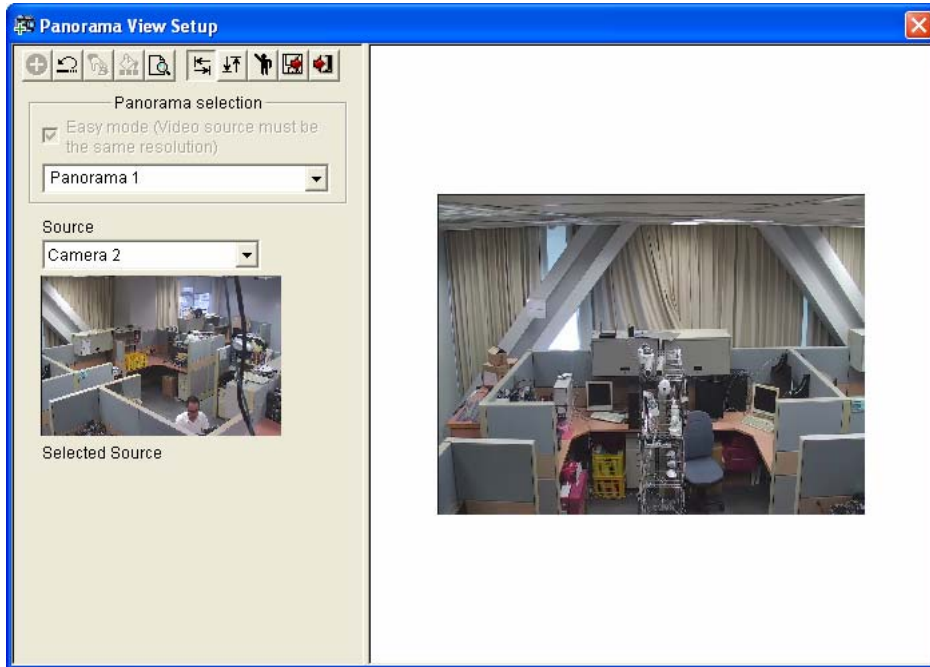 Panorama View Setup
Panorama selection
Easy mode (Video source must be
the same resolution)
Panorama 1
Source
Camera 2
Selected Source